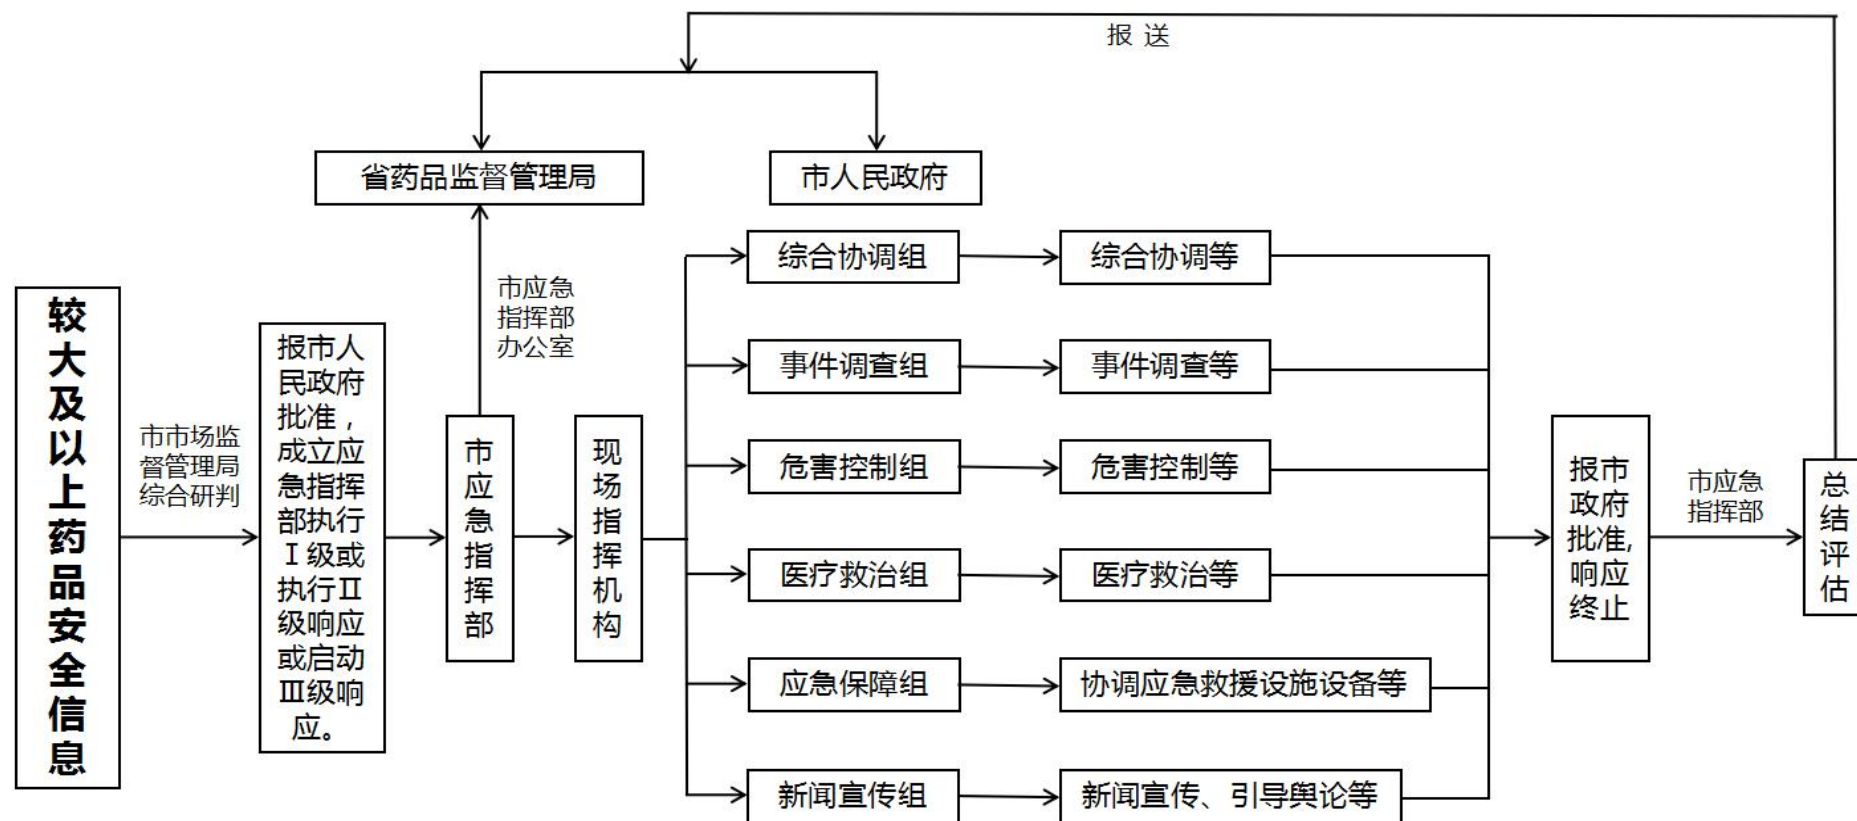 报 送
省药品监督管理局
市人民政府
较
大
及
以
上
药
品
安
全
信
息
市市场监
督管理局
综合研判
报市人
民政府
批准，
成立应
急指挥
部执行
Ⅰ级或
执行Ⅱ
级响应
或启动
Ⅲ级响
应。
市应急
指挥部
办公室
市
应
急
指
挥
部
现
场
指
挥
机
构
综合协调组
综合协调等
事件调查组
事件调查等
危害控制组
危害控制等
医疗救治组
医疗救治等
应急保障组
协调应急救援设施设备等
新闻宣传组
新闻宣传、引导舆论等
报市
政府
批准,
响应
终止
市应急
指挥部
总
结
评
估